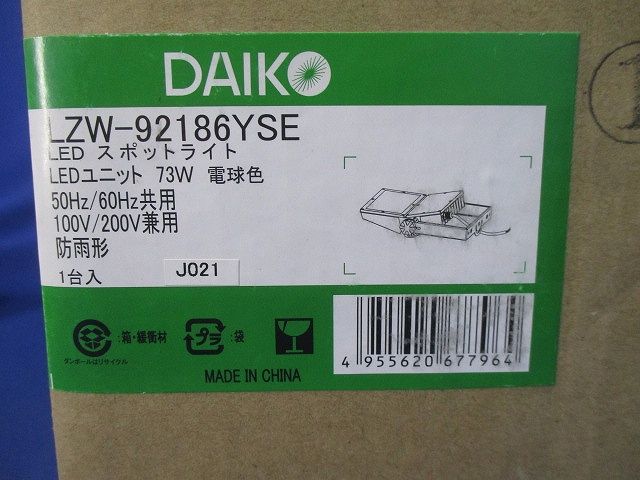 DAIKO
LZW-92186YSE
LED スポットライト
LEDユニット 73W 電球色
50Hz/60Hz共用
100V/200V兼用
防雨形
1台入
J021
:箱・緩衝材
ダンボールはリサイクル
プラ
:袋
4 955620 677964
MADE IN CHINA